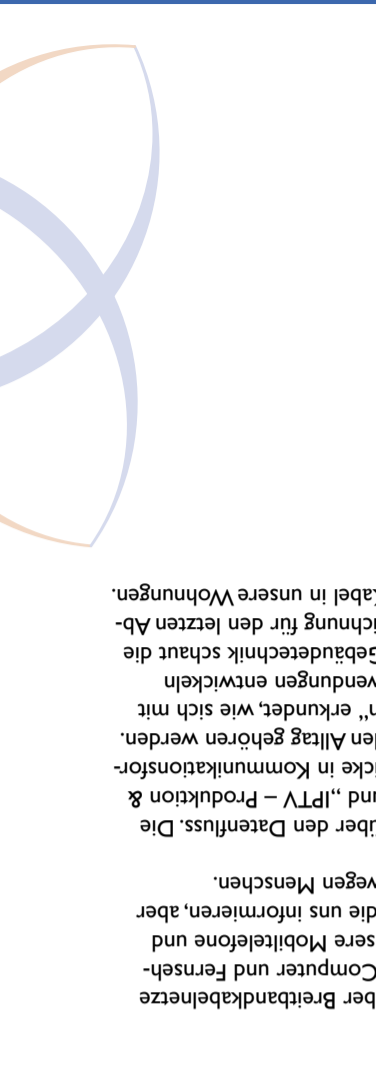 ber Breitbandkabelnetze
Computer und Fernseh-
sere Mobiltelefone und
die uns informieren, aber
wegen Menschen.
über den Datenfluss. Die
und „IPTV – Produktion &
icke in Kommunikationsfor-
den Alltag gehören werden.
n“ erkundet, wie sich mit
wendungen entwickeln
Gebäudetechnik schaut die
ichnung für den letzten Ab-
Kabel in unsere Wohnungen.